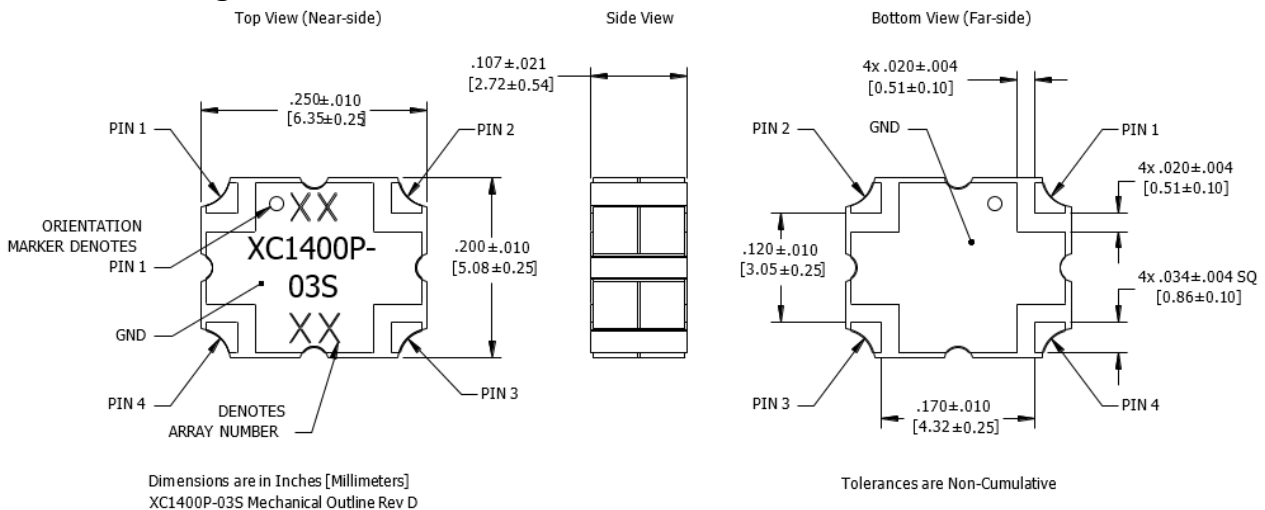 Top View (Near-side)
Side View
Bottom View (Far-side)
.250±.010
[6.35±0.25]
PIN 1
PIN 2
ORIENTATION
MARKER DENOTES
PIN 1
XX
XC1400P-
03S
XX
GND
.200±.010
[5.08±0.25]
PIN 4
DENOTES
ARRAY NUMBER
PIN 3
.107±.021
[2.72±0.54]
4x .020±.004
[0.51±0.10]
PIN 2
GND
PIN 1
4x .020±.004
[0.51±0.10]
.120±.010
[3.05±0.25]
4x .034±.004 SQ
[0.86±0.10]
PIN 3
.170±.010
[4.32±0.25]
PIN 4
Dimensions are in Inches [Millimeters]
XC1400P-03S Mechanical Outline Rev D
Tolerances are Non-Cumulative